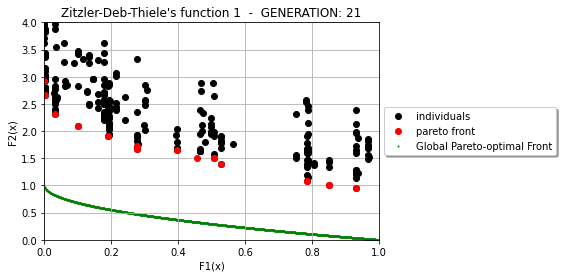 Zitzler-Deb-Thiele's function 1 - GENERATION: 21
4.0
3.5
3.0
2.5
2.0
1.5
1.0
0.5
0.0
F2(x)
0.0 0.2 0.4 0.6 0.8 1.0
F1(x)
individuals
pareto front
Global Pareto-optimal Front